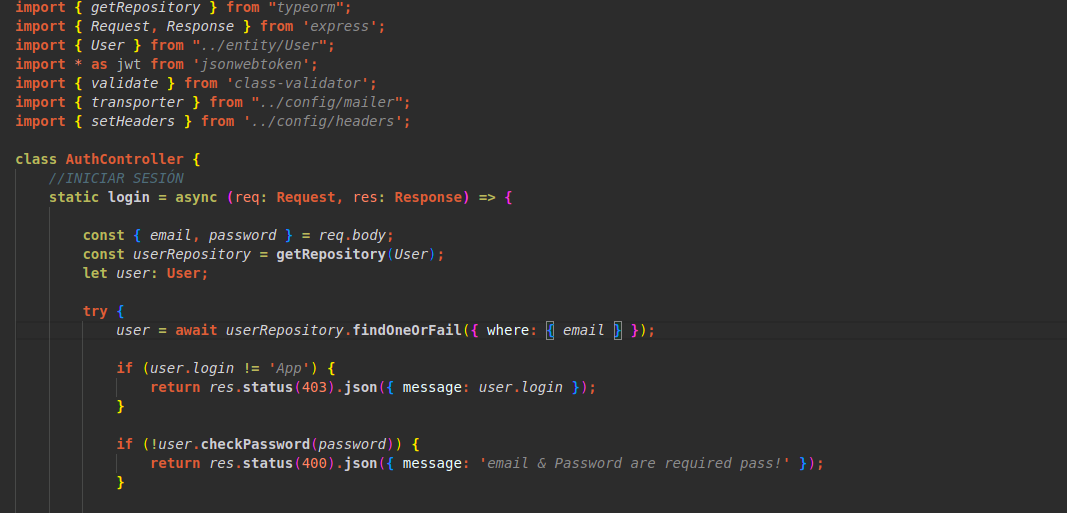 import { getRepository } from "typeorm";
import { Request, Response } from 'express';
import { User } from "../entity/User";
import * as jwt from 'jsonwebtoken';
import { validate } from 'class-validator';
import { transporter } from "../config/mailer";
import { setHeaders } from '../config/headers';
class AuthController {
//INICIAR SESIÓN
static login = async (req: Request, res: Response) => {
const { email, password } = req.body;
const userRepository = getRepository(User);
let user: User;
try {
user = await userRepository.findOneOrFail({ where: { email } });
if (user.login != 'App') {
return res.status(403).json({ message: user.login });
}
if (!user.checkPassword(password)) {
return res.status(400).json({ message: 'email & Password are required pass!' });
}